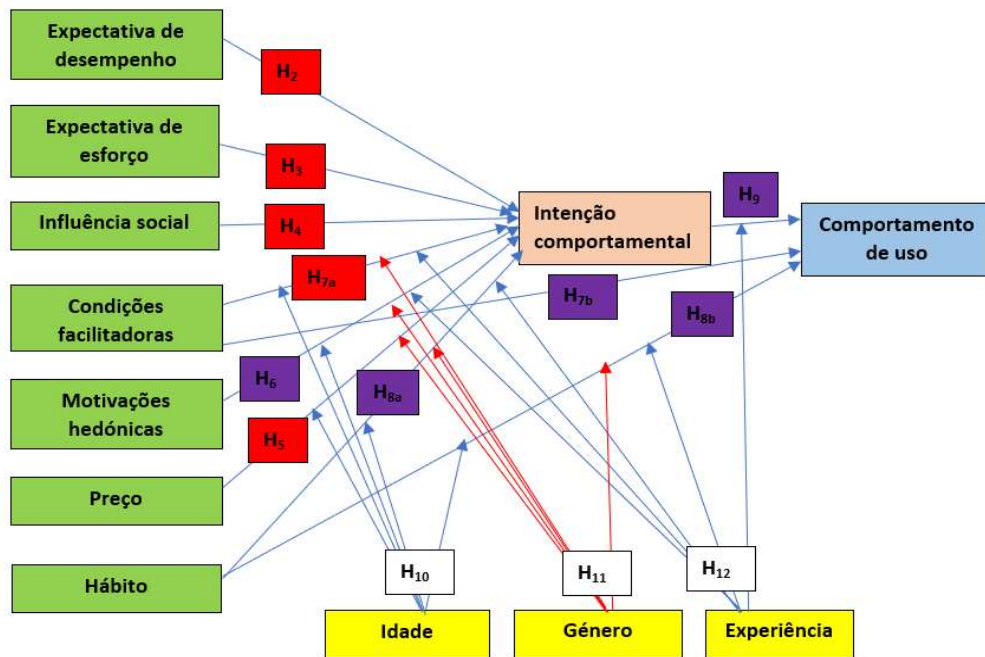 Expectativa de
desempenho
H₂
Expectativa de
esforço
H₃
Influência social
H₄
Intenção
comportamental
H₉
Comportamento
de uso
Condições
facilitadoras
H₇ₐ
H₇b
H₈b
Motivações
hedónicas
H₆
H₈ₐ
H₅
Preço
Hábito
H₁₀
H₁₁
H₁₂
Idade
Género
Experiência